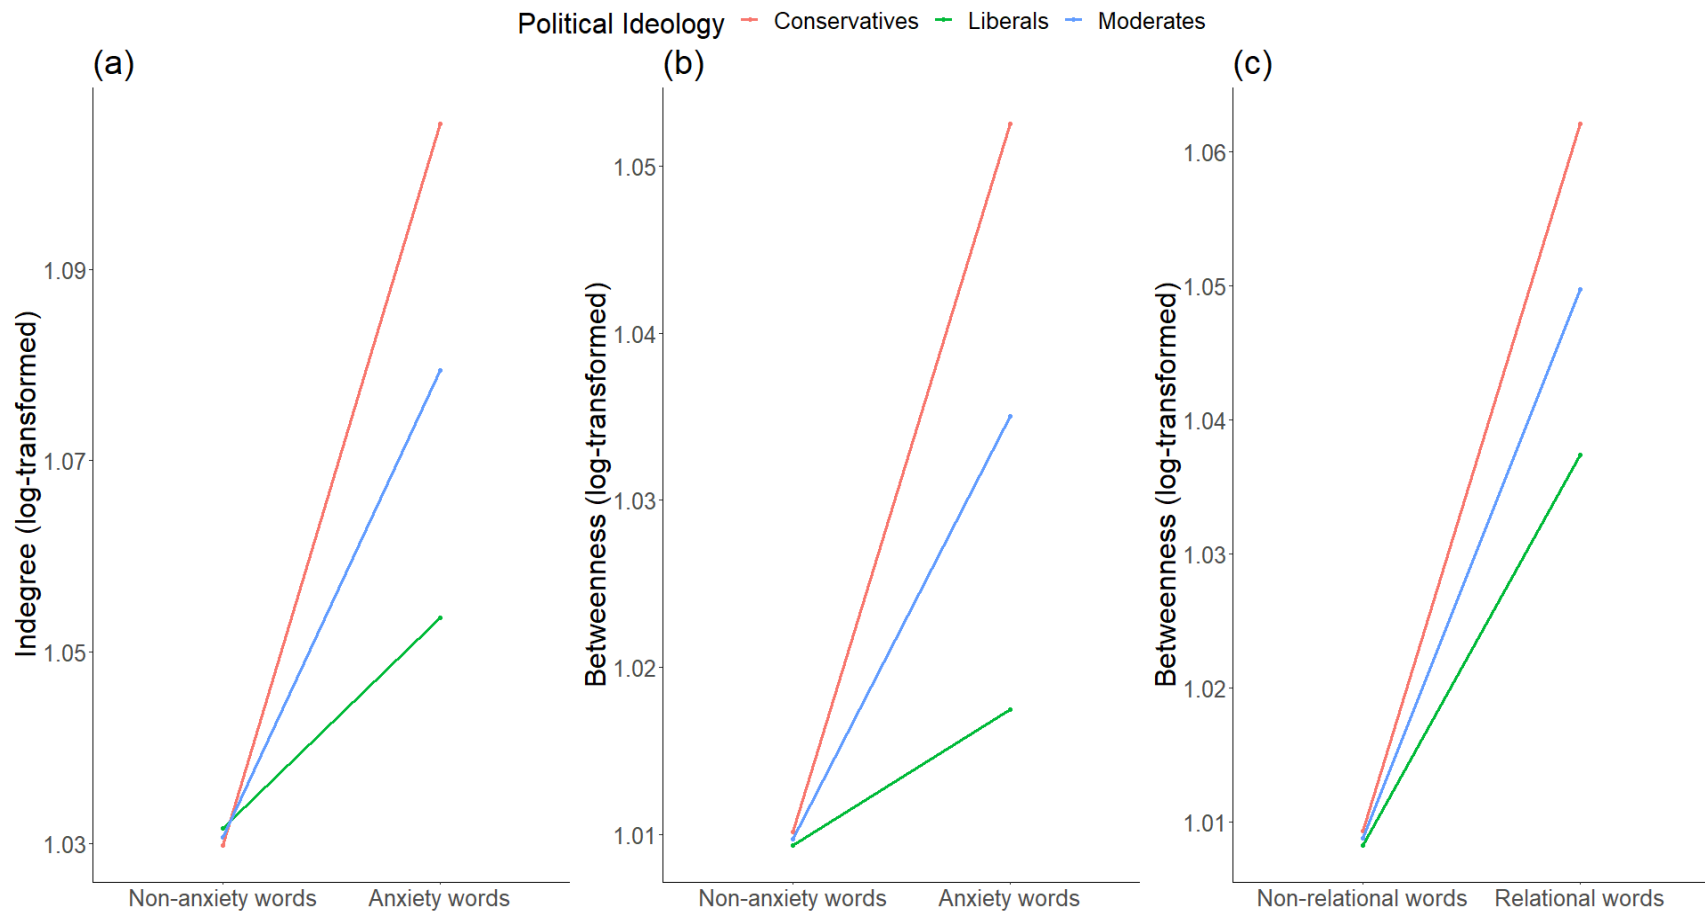 Political Ideology Conservatives Liberals Moderates
(a)
Indegree (log-transformed)
1.09
1.07
1.05
1.03
Non-anxiety words Anxiety words
(b)
Betweenness (log-transformed)
1.05
1.04
1.03
1.02
1.01
Non-anxiety words Anxiety words
(c)
Betweenness (log-transformed)
1.06
1.05
1.04
1.03
1.02
1.01
Non-relational words Relational words